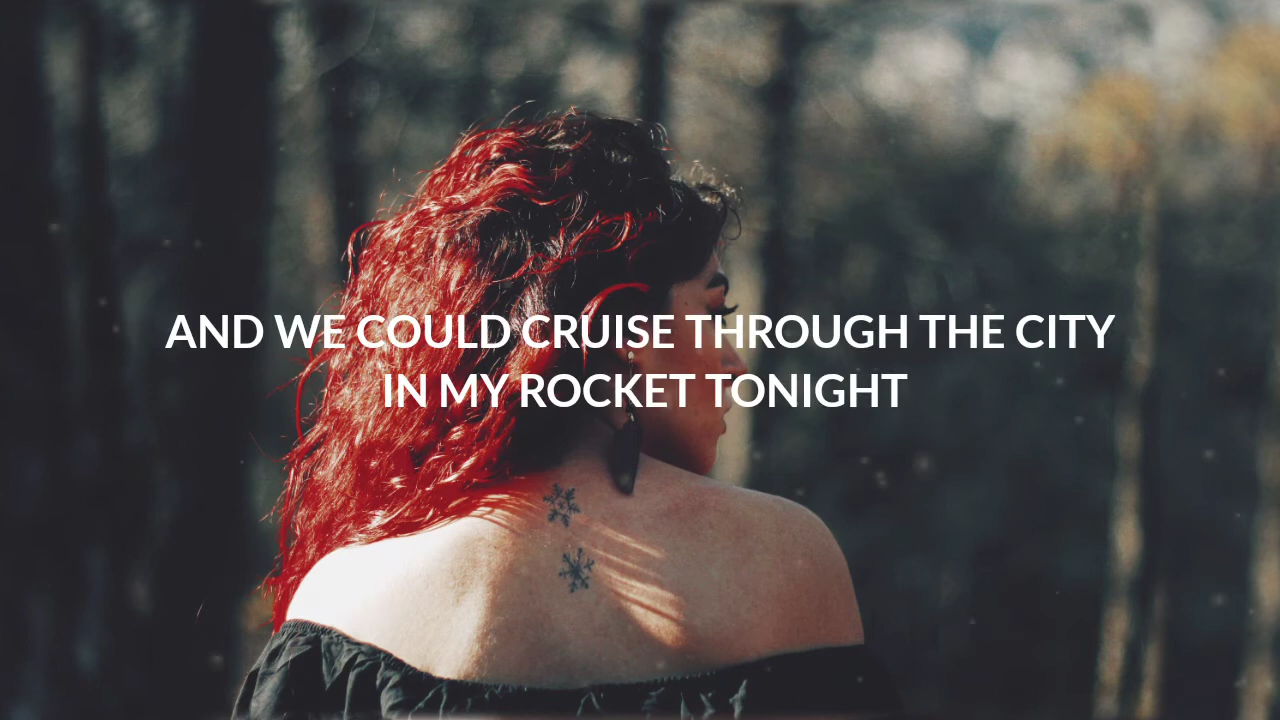 AND WE COULD CRUISE THROUGH THE CITY
IN MY ROCKET TONIGHT